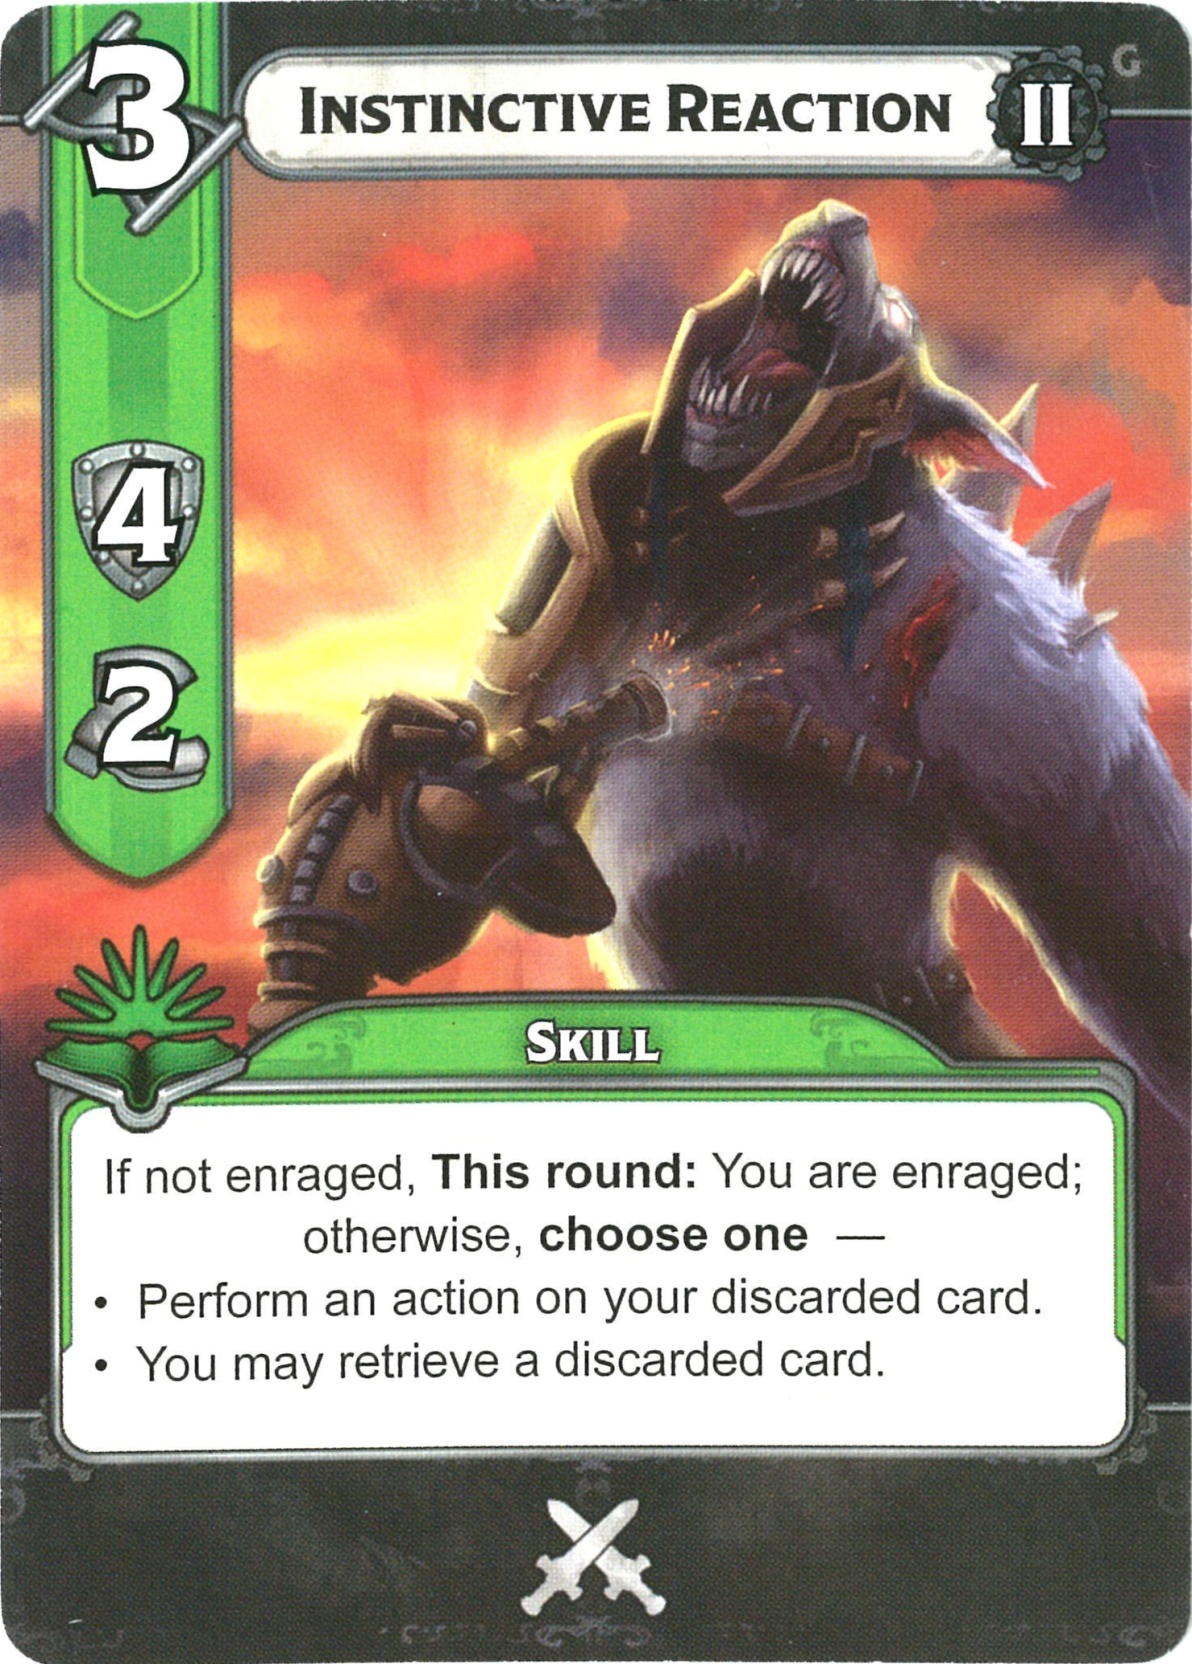 3
INSTINCTIVE REACTION
II
G
4
2
SKILL
If not enraged, This round: You are enraged;
otherwise, choose one —
• Perform an action on your discarded card.
• You may retrieve a discarded card.